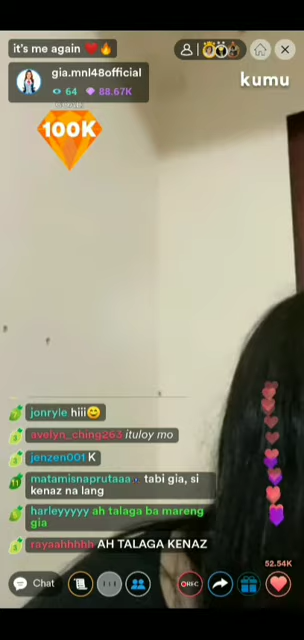 it's me again ❤️🔥
gia.mnl48official
64 88.67K
kumu
100K
jonryle hiii😊
avelyn_ching263 ituloy mo
jenzen001 K
matamisnaprutaaa tabi gia, si
kenaz na lang
harleyyyyy ah talaga ba mareng
gia
rayaahhhbh AH TALAGA KENAZ
52.54K
Chat
REC